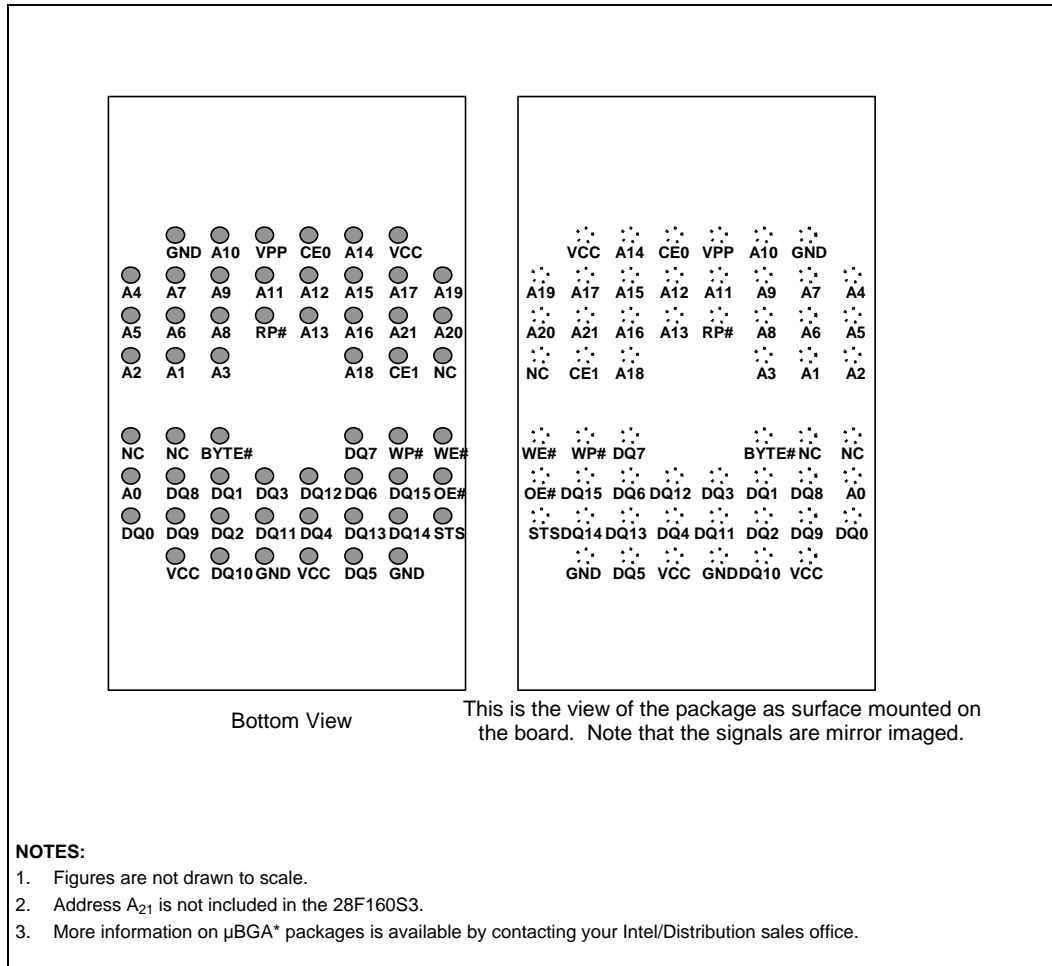 GND A10 VPP CE0 A14 VCC
A4 A7 A9 A11 A12 A15 A17 A19
A5 A6 A8 RP# A13 A16 A21 A20
A2 A1 A3 A18 CE1 NC
NC NC BYTE# DQ7 WP# WE#
A0 DQ8 DQ1 DQ3 DQ12 DQ6 DQ15 OE#
DQ0 DQ9 DQ2 DQ11 DQ4 DQ13 DQ14 STS
VCC DQ10 GND VCC DQ5 GND
Bottom View
VCC A14 CE0 VPP A10 GND
A19 A17 A15 A12 A11 A9 A7 A4
A20 A21 A16 A13 RP# A8 A6 A5
NC CE1 A18 A3 A1 A2
WE# WP# DQ7 BYTE# NC NC
OE# DQ15 DQ6 DQ12 DQ3 DQ1 DQ8 A0
STS DQ14 DQ13 DQ4 DQ11 DQ2 DQ9 DQ0
GND DQ5 VCC GND DQ10 VCC
This is the view of the package as surface mounted on
the board. Note that the signals are mirror imaged.
NOTES:
1. Figures are not drawn to scale.
2. Address A21 is not included in the 28F160S3.
3. More information on µBGA* packages is available by contacting your Intel/Distribution sales office.